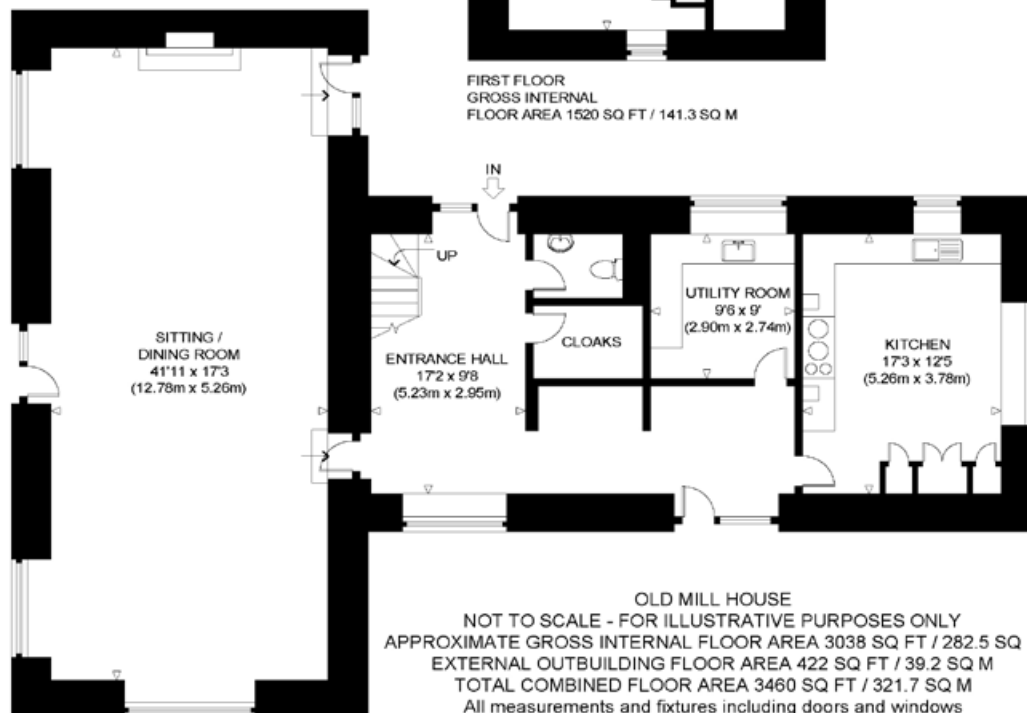 FIRST FLOOR
GROSS INTERNAL
FLOOR AREA 1520 SQ FT / 141.3 SQ M
IN
UP
UTILITY ROOM
9'6 x 9'
(2.90m x 2.74m)
SITTING /
DINING ROOM
41'11 x 17'3
(12.78m x 5.26m)
CLOAKS
KITCHEN
17'3 x 12'5
(5.26m x 3.78m)
ENTRANCE HALL
17'2 x 9'8
(5.23m x 2.95m)
OLD MILL HOUSE
NOT TO SCALE - FOR ILLUSTRATIVE PURPOSES ONLY
APPROXIMATE GROSS INTERNAL FLOOR AREA 3038 SQ FT / 282.5 SQ
EXTERNAL OUTBUILDING FLOOR AREA 422 SQ FT / 39.2 SQ M
TOTAL COMBINED FLOOR AREA 3460 SQ FT / 321.7 SQ M
All measurements and fixtures including doors and windows